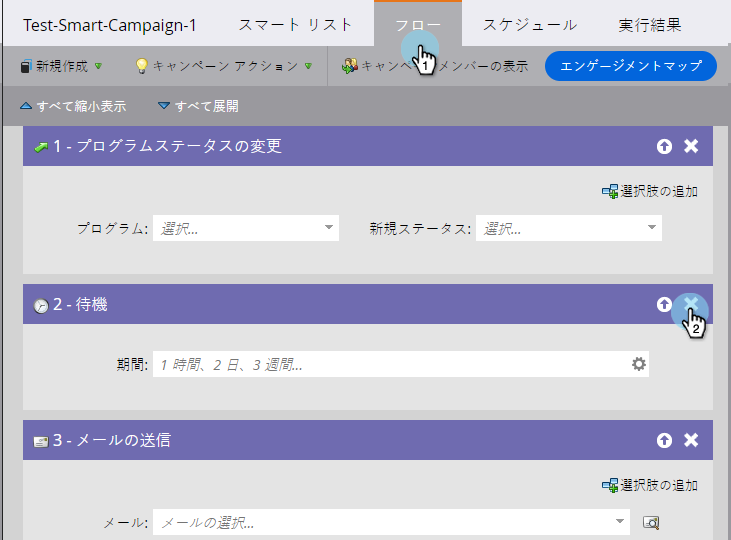 Test-Smart-Campaign-1 スマート リスト フロー スケジュール 実行結果
新規作成 キャンペーン アクション キャンペーンメンバーの表示 エンゲージメントマップ
1
すべて縮小表示 すべて展開
1 - プログラムステータスの変更
選択肢の追加
プログラム: 選択... 新規ステータス: 選択...
2 - 待機
2
期間: 1 時間、2 日、3 週間...
3 - メールの送信
選択肢の追加
メール: メールの選択...